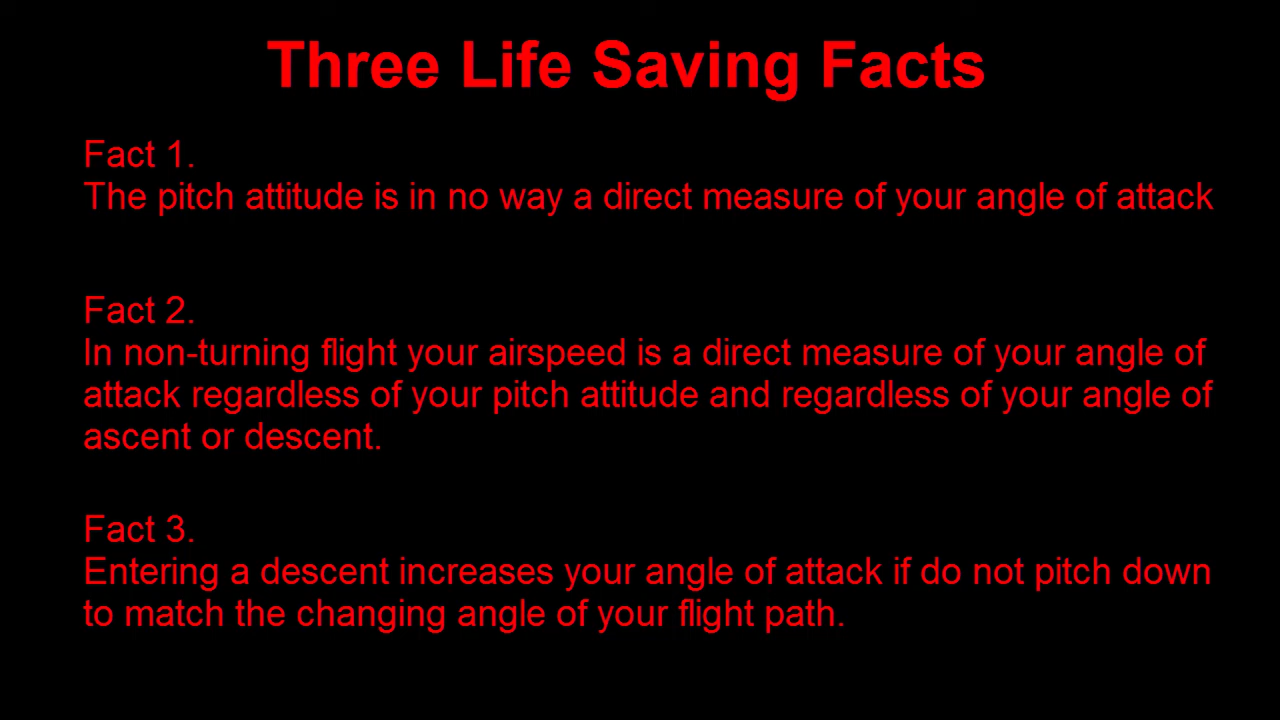 Three Life Saving Facts
Fact 1.
The pitch attitude is in no way a direct measure of your angle of attack
Fact 2.
In non-turning flight your airspeed is a direct measure of your angle of
attack regardless of your pitch attitude and regardless of your angle of
ascent or descent.
Fact 3.
Entering a descent increases your angle of attack if do not pitch down
to match the changing angle of your flight path.